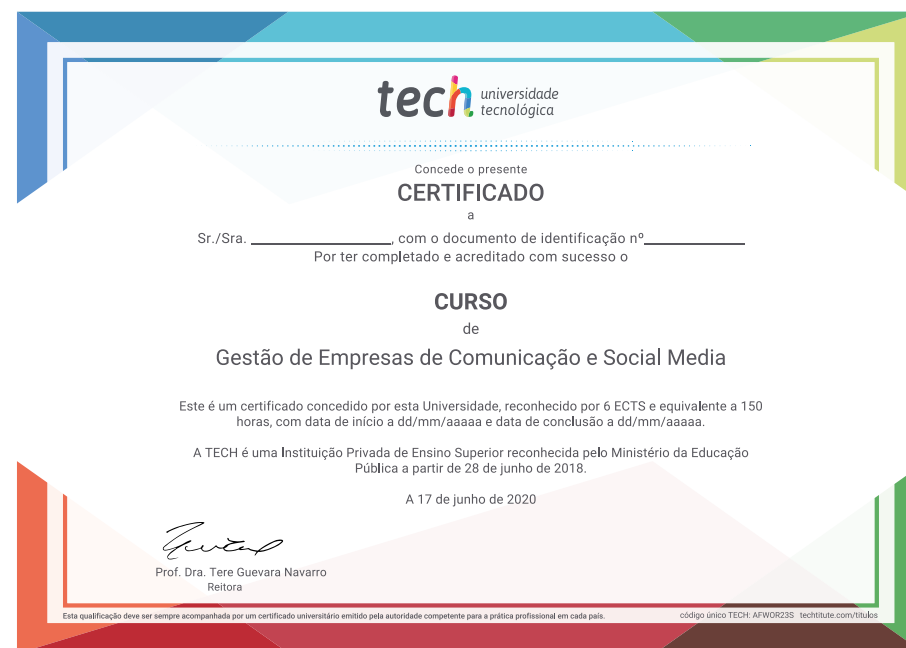 tech universidade
tecnológica
Concede o presente
CERTIFICADO
a
Sr./Sra. ____________________, com o documento de identificação nº______________
Por ter completado e acreditado com sucesso o
CURSO
de
Gestão de Empresas de Comunicação e Social Media
Este é um certificado concedido por esta Universidade, reconhecido por 6 ECTS e equivalente a 150
horas, com data de início a dd/mm/aaaaa e data de conclusão a dd/mm/aaaaa.
A TECH é uma Instituição Privada de Ensino Superior reconhecida pelo Ministério da Educação
Pública a partir de 28 de junho de 2018.
A 17 de junho de 2020
Prof. Dra. Tere Guevara Navarro
Reitora
Esta qualificação deve ser sempre acompanhada por um certificado universitário emitido pela autoridade competente para a prática profissional em cada país.
código único TECH: AFWOR23S techtitute.com/titulos